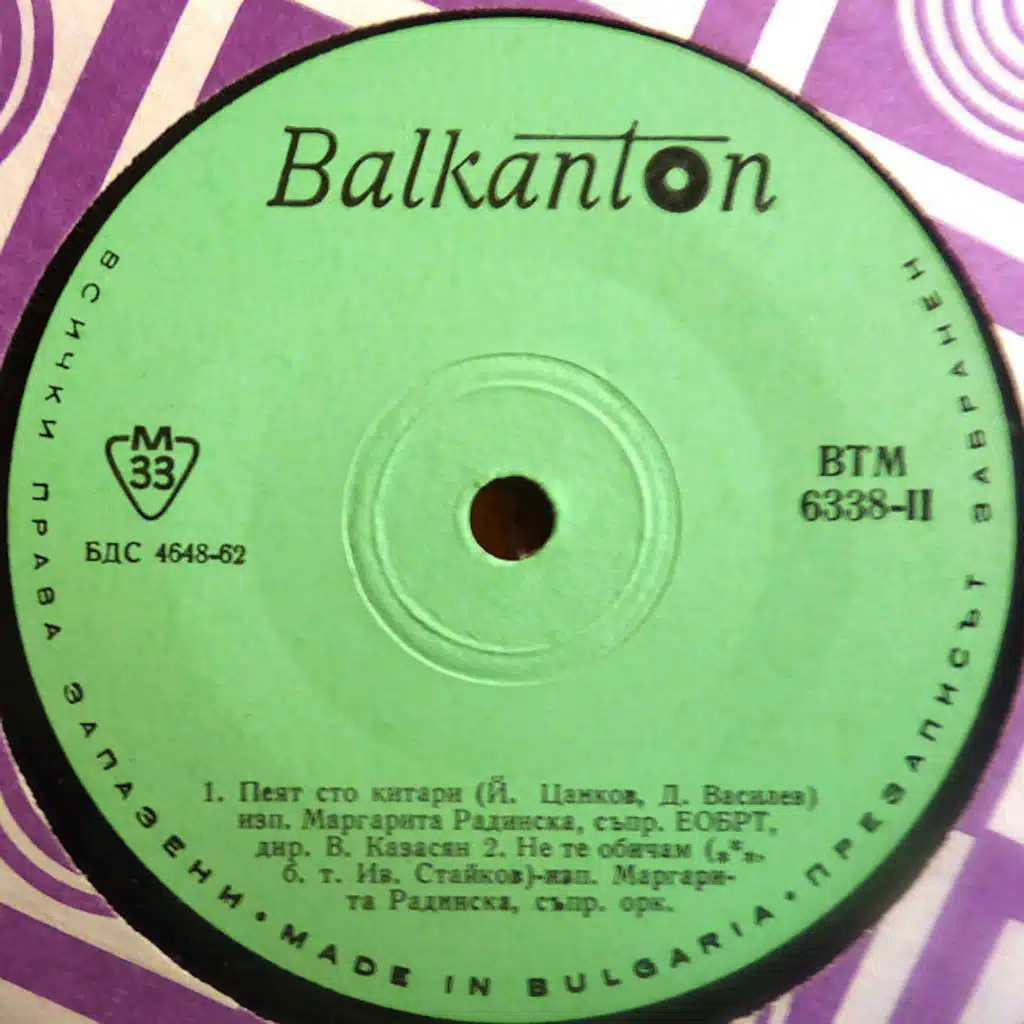 Balkanton
ВСИЧКИ ПРАВА ЗАПАЗЕНИ • MADE IN BULGARIA • ПРЕЗАПИСЪТ ЗАБРАНЕН
М
33
БДС 4648-62
ВТМ
6338-II
1. Пеят сто китари (Й. Цанков, Д. Василев)
изп. Маргарита Радинска, съпр. ЕОБРТ,
дир. В. Казасян 2. Не те обичам („*„,
б. т. Ив. Стайков)-изп. Маргари-
та Радинска, съпр. орк.